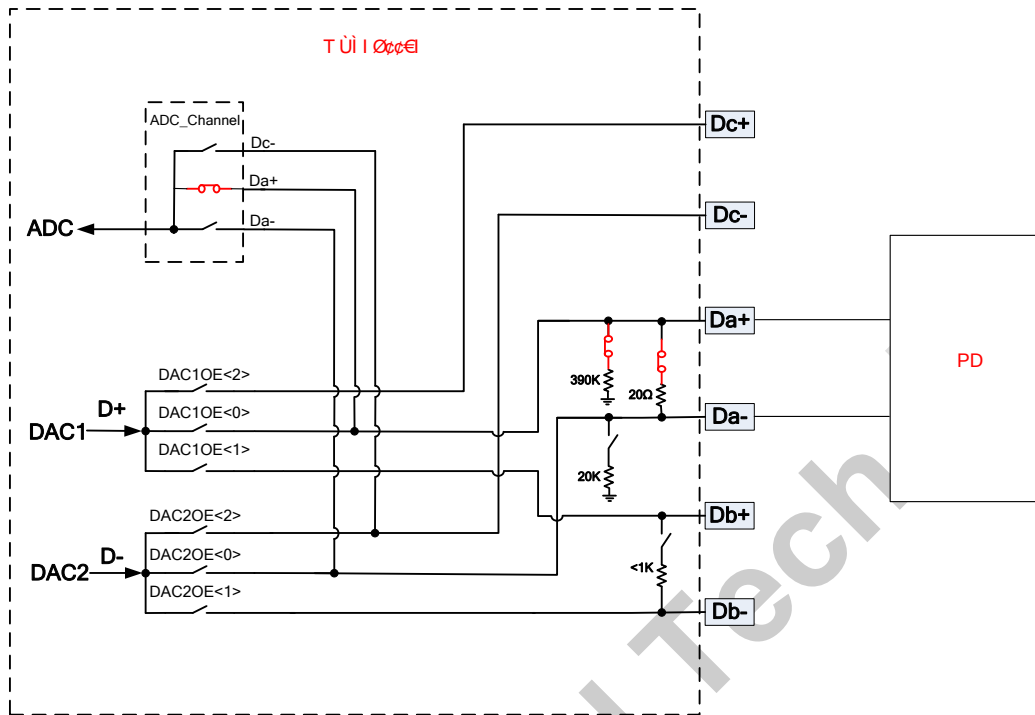 ADC_Channel
Dc-
Da+
Da-
ADC
Dc+
Dc-
Da+
Da-
Db+
Db-
PD
390K
20Ω
20K
<1K
DAC1OE<2>
D+
DAC1OE<0>
DAC1
DAC1OE<1>
DAC2OE<2>
D-
DAC2OE<0>
DAC2
DAC2OE<1>
Tech